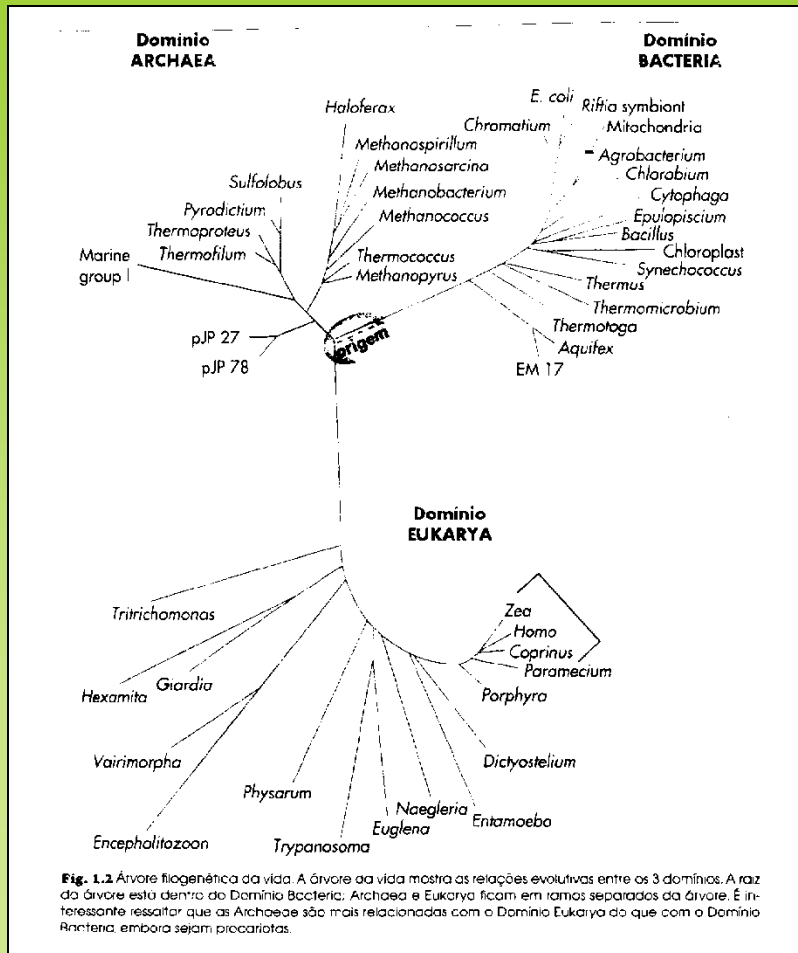 Domínio
ARCHAEA
Domínio
BACTERIA
Haloferax
Methanospirillum
Methanosarcina
Methanobacterium
Methanococcus
Sulfolobus
Pyrodictium
Thermoproteus
Thermofilum
Marine
group I
Thermococcus
Methanopyrus
pJP 27
pJP 78
origem
E. coli
Riftia symbiont
Chromatium
Mitochondria
Agrobacterium
Chlorobium
Cytophaga
Epulopiscium
Bacillus
Chloroplast
Synechococcus
Thermus
Thermomicrobium
Thermotoga
Aquifex
EM 17
Domínio
EUKARYA
Tritrichomonas
Zea
Homo
Coprinus
Paramecium
Porphyra
Giardia
Hexamita
Vairimorpha
Dictyostelium
Physarum
Naegleria
Entamoeba
Euglena
Encephalitozoon
Trypanosoma
Fig. 1.2 Árvore filogenética da vida. A árvore da vida mostra as relações evolutivas entre os 3 domínios. A raiz
da árvore está dentro do Domínio Bacteria; Archaea e Eukarya ficam em ramos separados da árvore. É in-
teressante ressaltar que as Archaeae são mais relacionadas com o Domínio Eukarya do que com o Domínio
Bacteria, embora sejam procariotas.